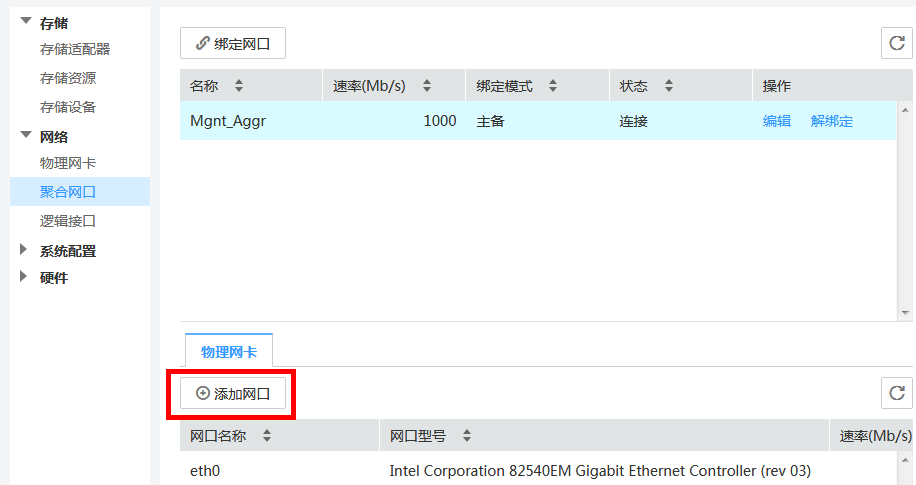 存储
存储适配器
存储资源
存储设备
网络
物理网卡
聚合网口
逻辑接口
系统配置
硬件
绑定网口
名称 速率(Mb/s) 绑定模式 状态 操作
Mgnt_Aggr 1000 主备 连接 编辑 解绑定
物理网卡
添加网口
网口名称 网口型号 速率(Mb/s)
eth0 Intel Corporation 82540EM Gigabit Ethernet Controller (rev 03)